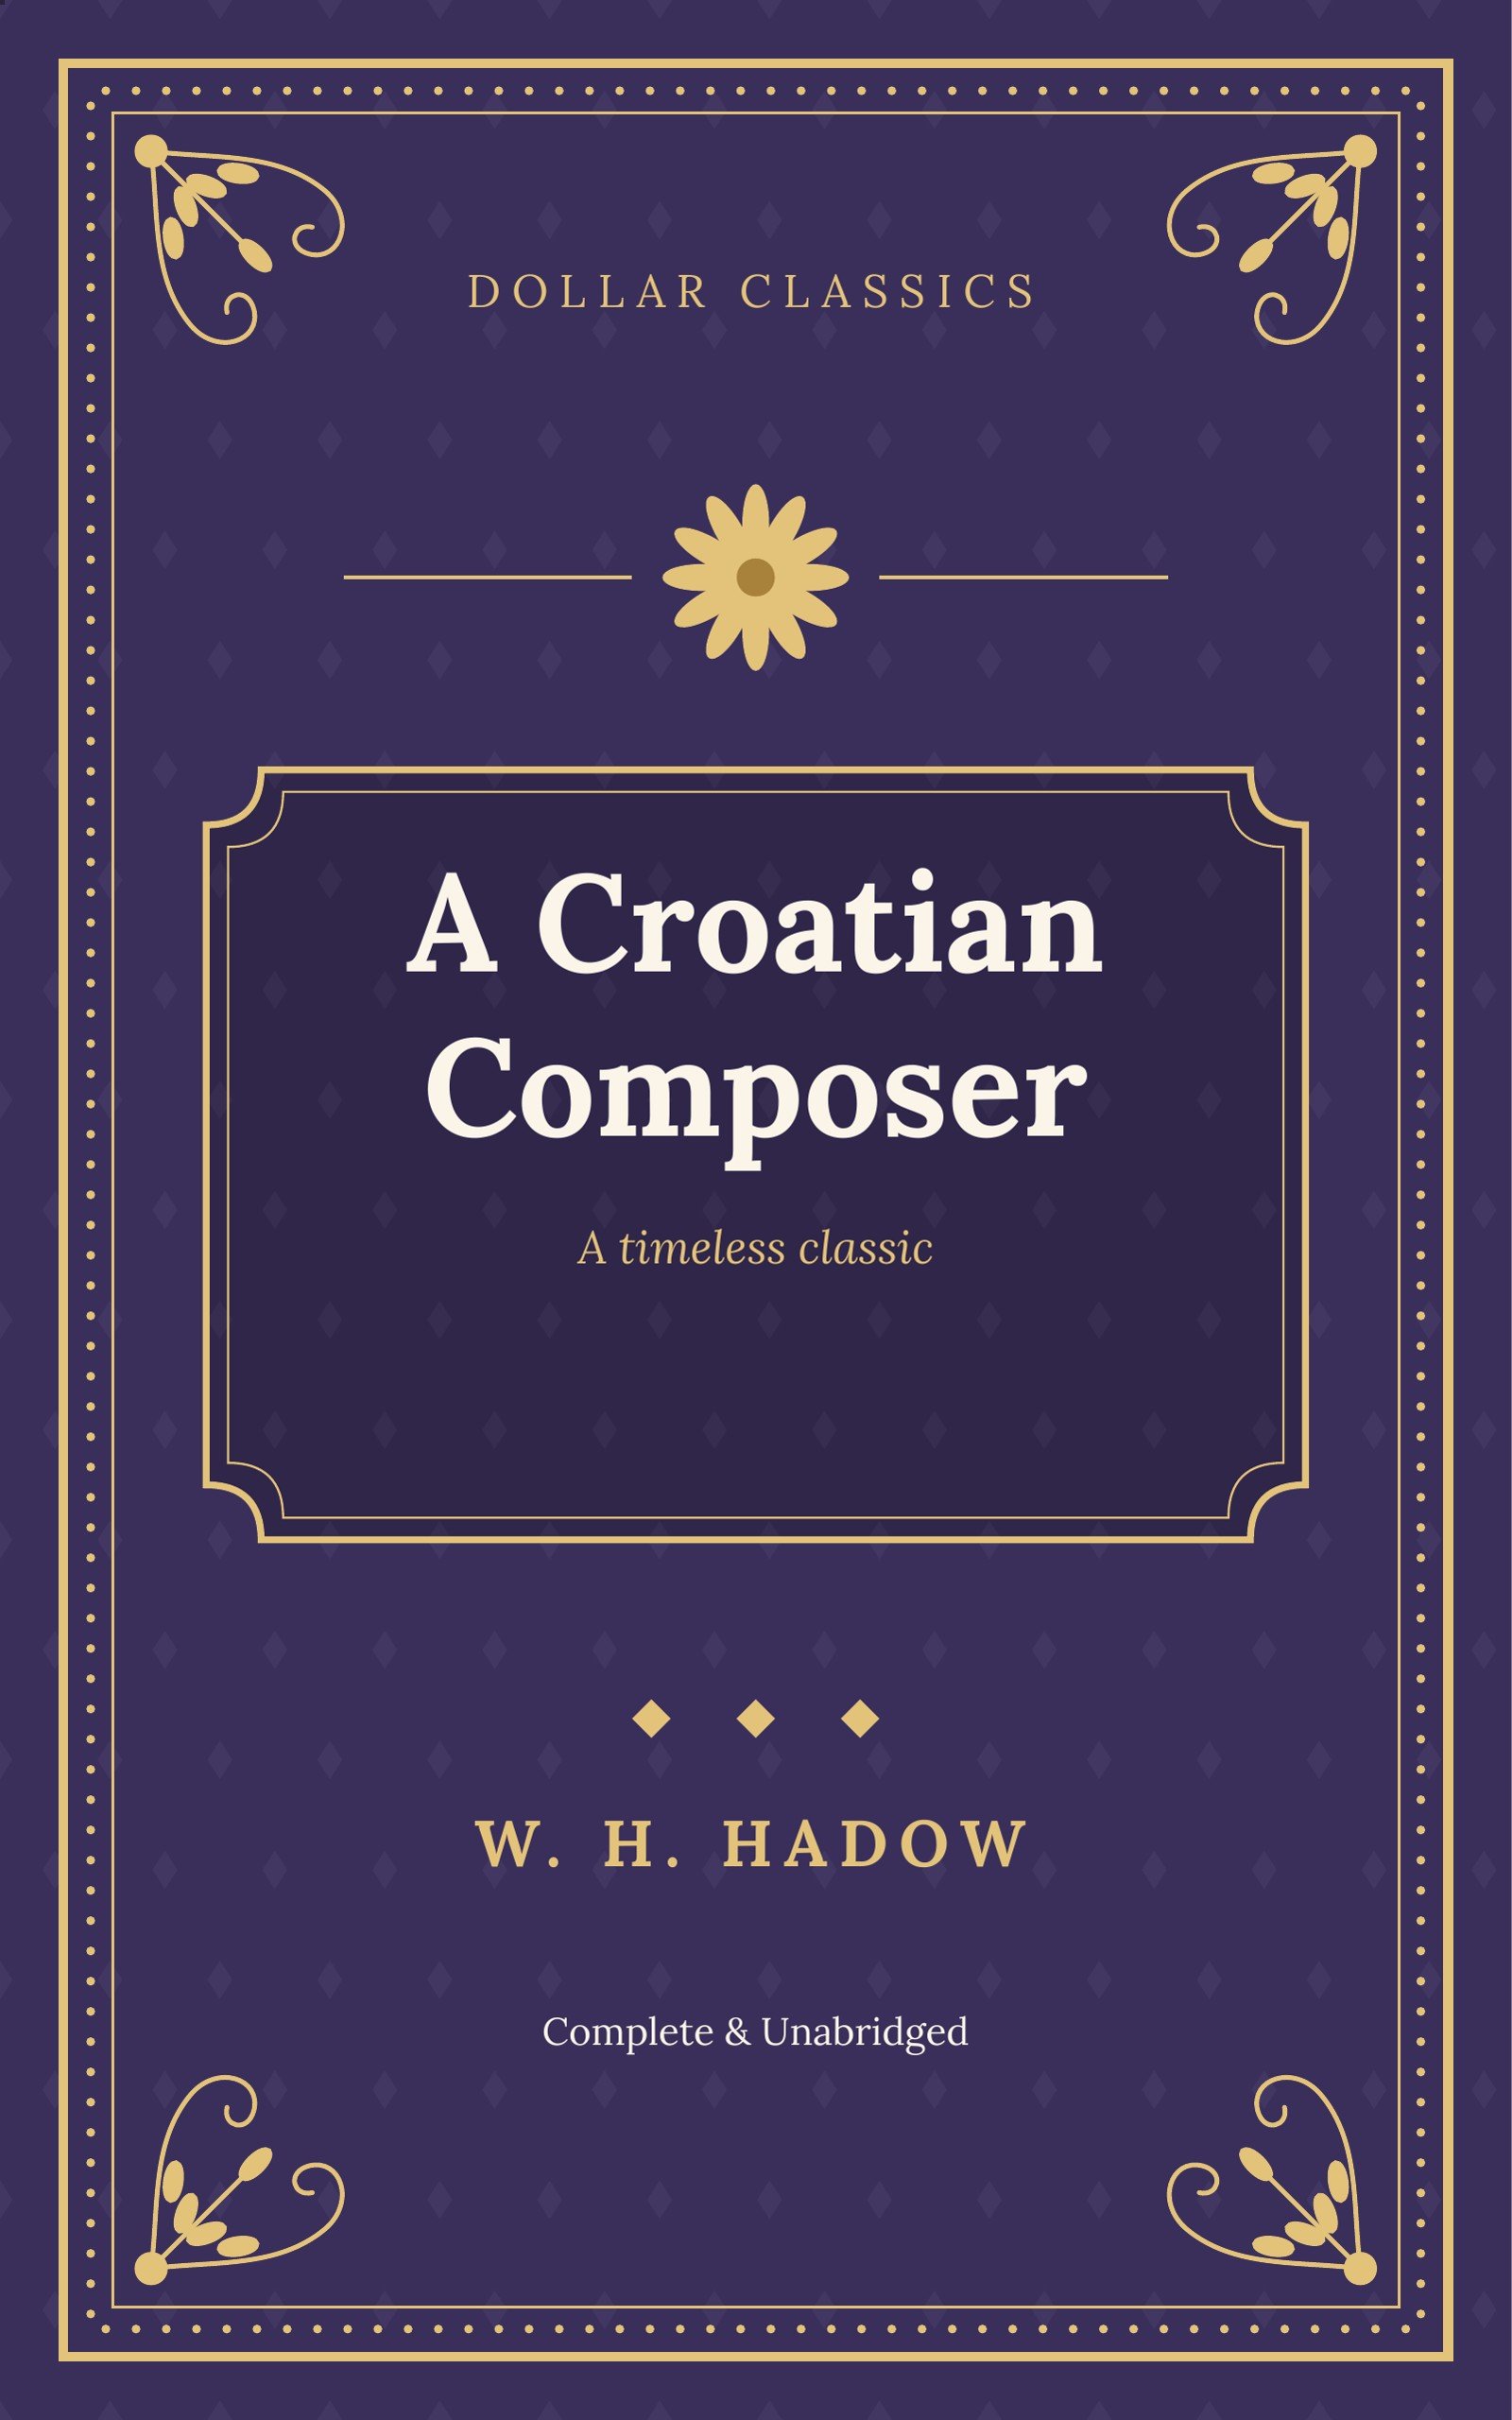 DOLLAR CLASSICS
A Croatian
Composer
A timeless classic
W. H. HADOW
Complete & Unabridged